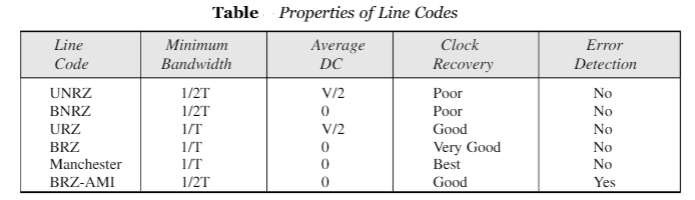 Table Properties of Line Codes
Line Code Minimum Bandwidth Average DC Clock Recovery Error Detection
UNRZ 1/2T V/2 Poor No
BNRZ 1/2T 0 Poor No
URZ 1/T V/2 Good No
BRZ 1/T 0 Very Good No
Manchester 1/T 0 Best No
BRZ-AMI 1/2T 0 Good Yes